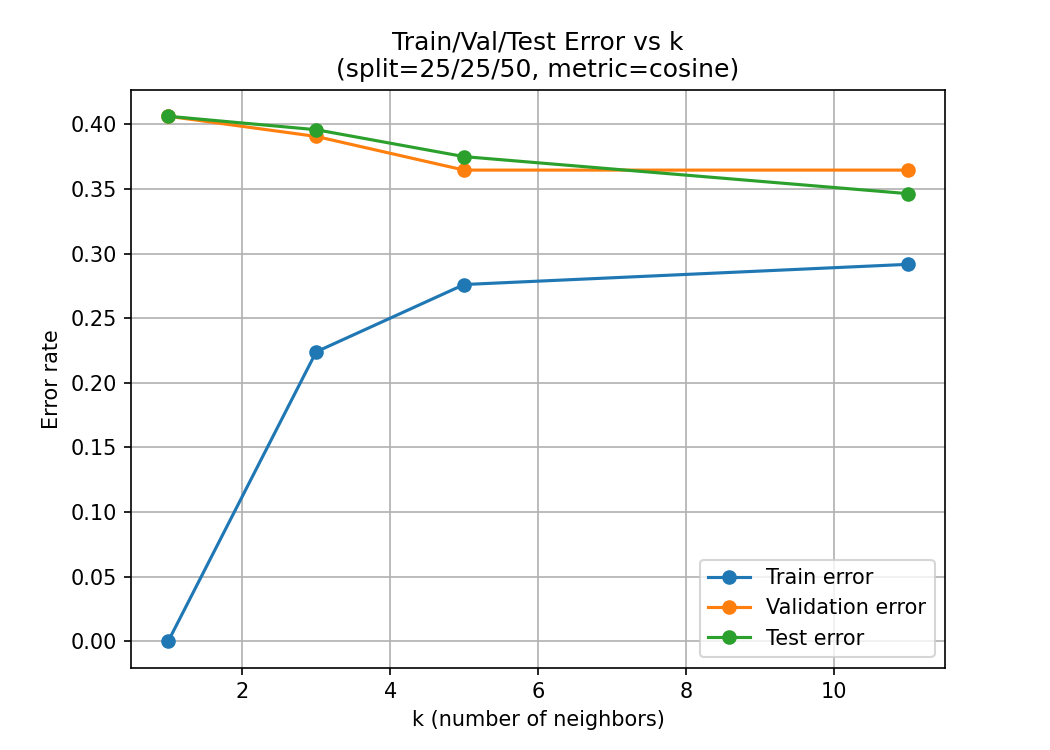 Train/Val/Test Error vs k
(split=25/25/50, metric=cosine)
Error rate
0.40
0.35
0.30
0.25
0.20
0.15
0.10
0.05
0.00
Train error
Validation error
Test error
2
4
6
8
10
k (number of neighbors)